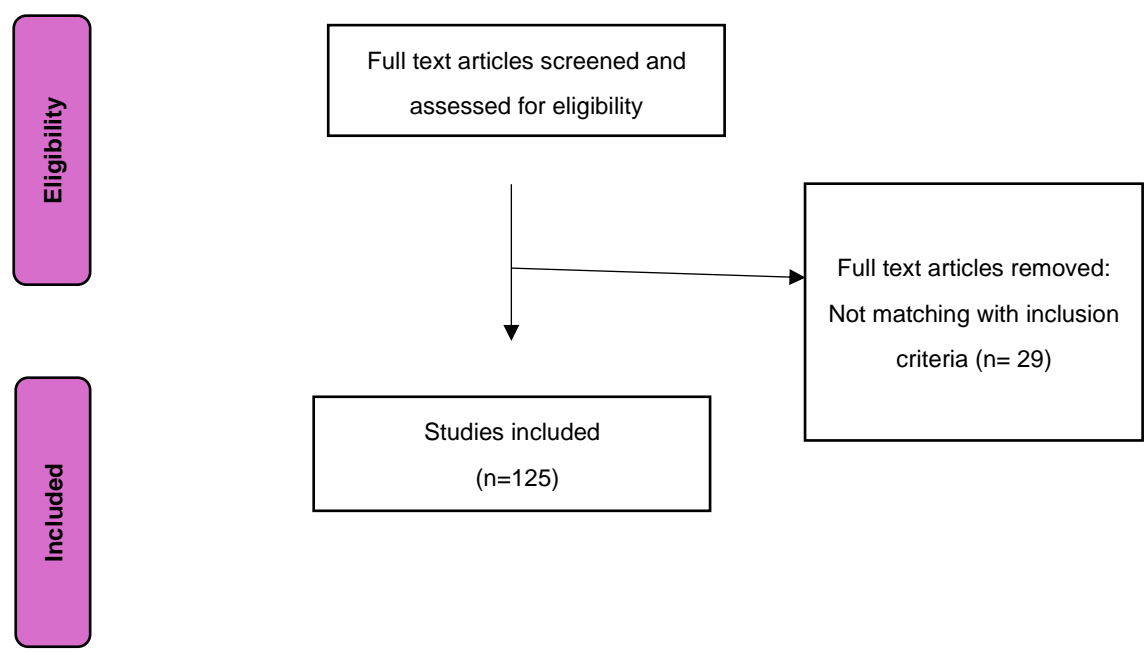 Eligibility
Full text articles screened and
assessed for eligibility
Full text articles removed:
Not matching with inclusion
criteria (n= 29)
Included
Studies included
(n=125)